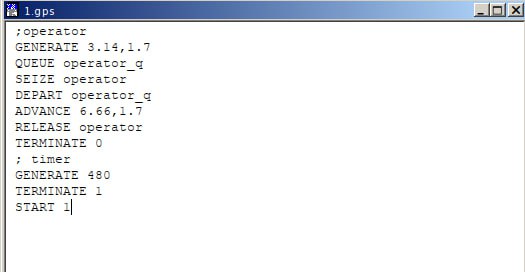 1.gps
;operator
GENERATE 3.14,1.7
QUEUE operator_q
SEIZE operator
DEPART operator_q
ADVANCE 6.66,1.7
RELEASE operator
TERMINATE 0
; timer
GENERATE 480
TERMINATE 1
START 1